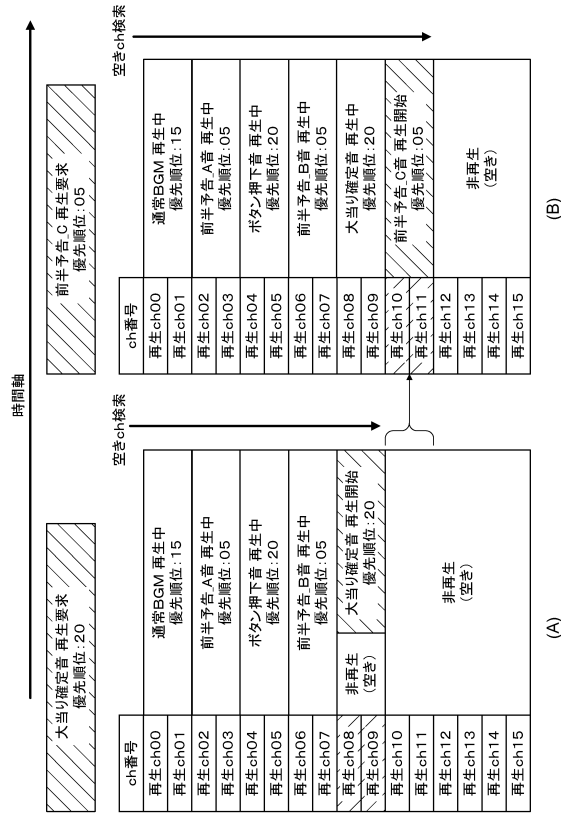 時間軸
大当り確定音 再生要求
優先順位：20
空きch検索
ch番号
再生ch00
再生ch01
再生ch02
再生ch03
再生ch04
再生ch05
再生ch06
再生ch07
再生ch08
再生ch09
再生ch10
再生ch11
再生ch12
再生ch13
再生ch14
再生ch15
通常BGM 再生中
優先順位：15
前半予告_A音 再生中
優先順位：05
ボタン押下音 再生中
優先順位：20
前半予告_B音 再生中
優先順位：05
非再生
（空き）
大当り確定音 再生開始
優先順位：20
非再生
（空き）
(A)
前半予告_C 再生要求
優先順位：05
空きch検索
ch番号
再生ch00
再生ch01
再生ch02
再生ch03
再生ch04
再生ch05
再生ch06
再生ch07
再生ch08
再生ch09
再生ch10
再生ch11
再生ch12
再生ch13
再生ch14
再生ch15
通常BGM 再生中
優先順位：15
前半予告_A音 再生中
優先順位：05
ボタン押下音 再生中
優先順位：20
前半予告_B音 再生中
優先順位：05
大当り確定音 再生中
優先順位：20
前半予告_C音 再生開始
優先順位：05
非再生
（空き）
(B)